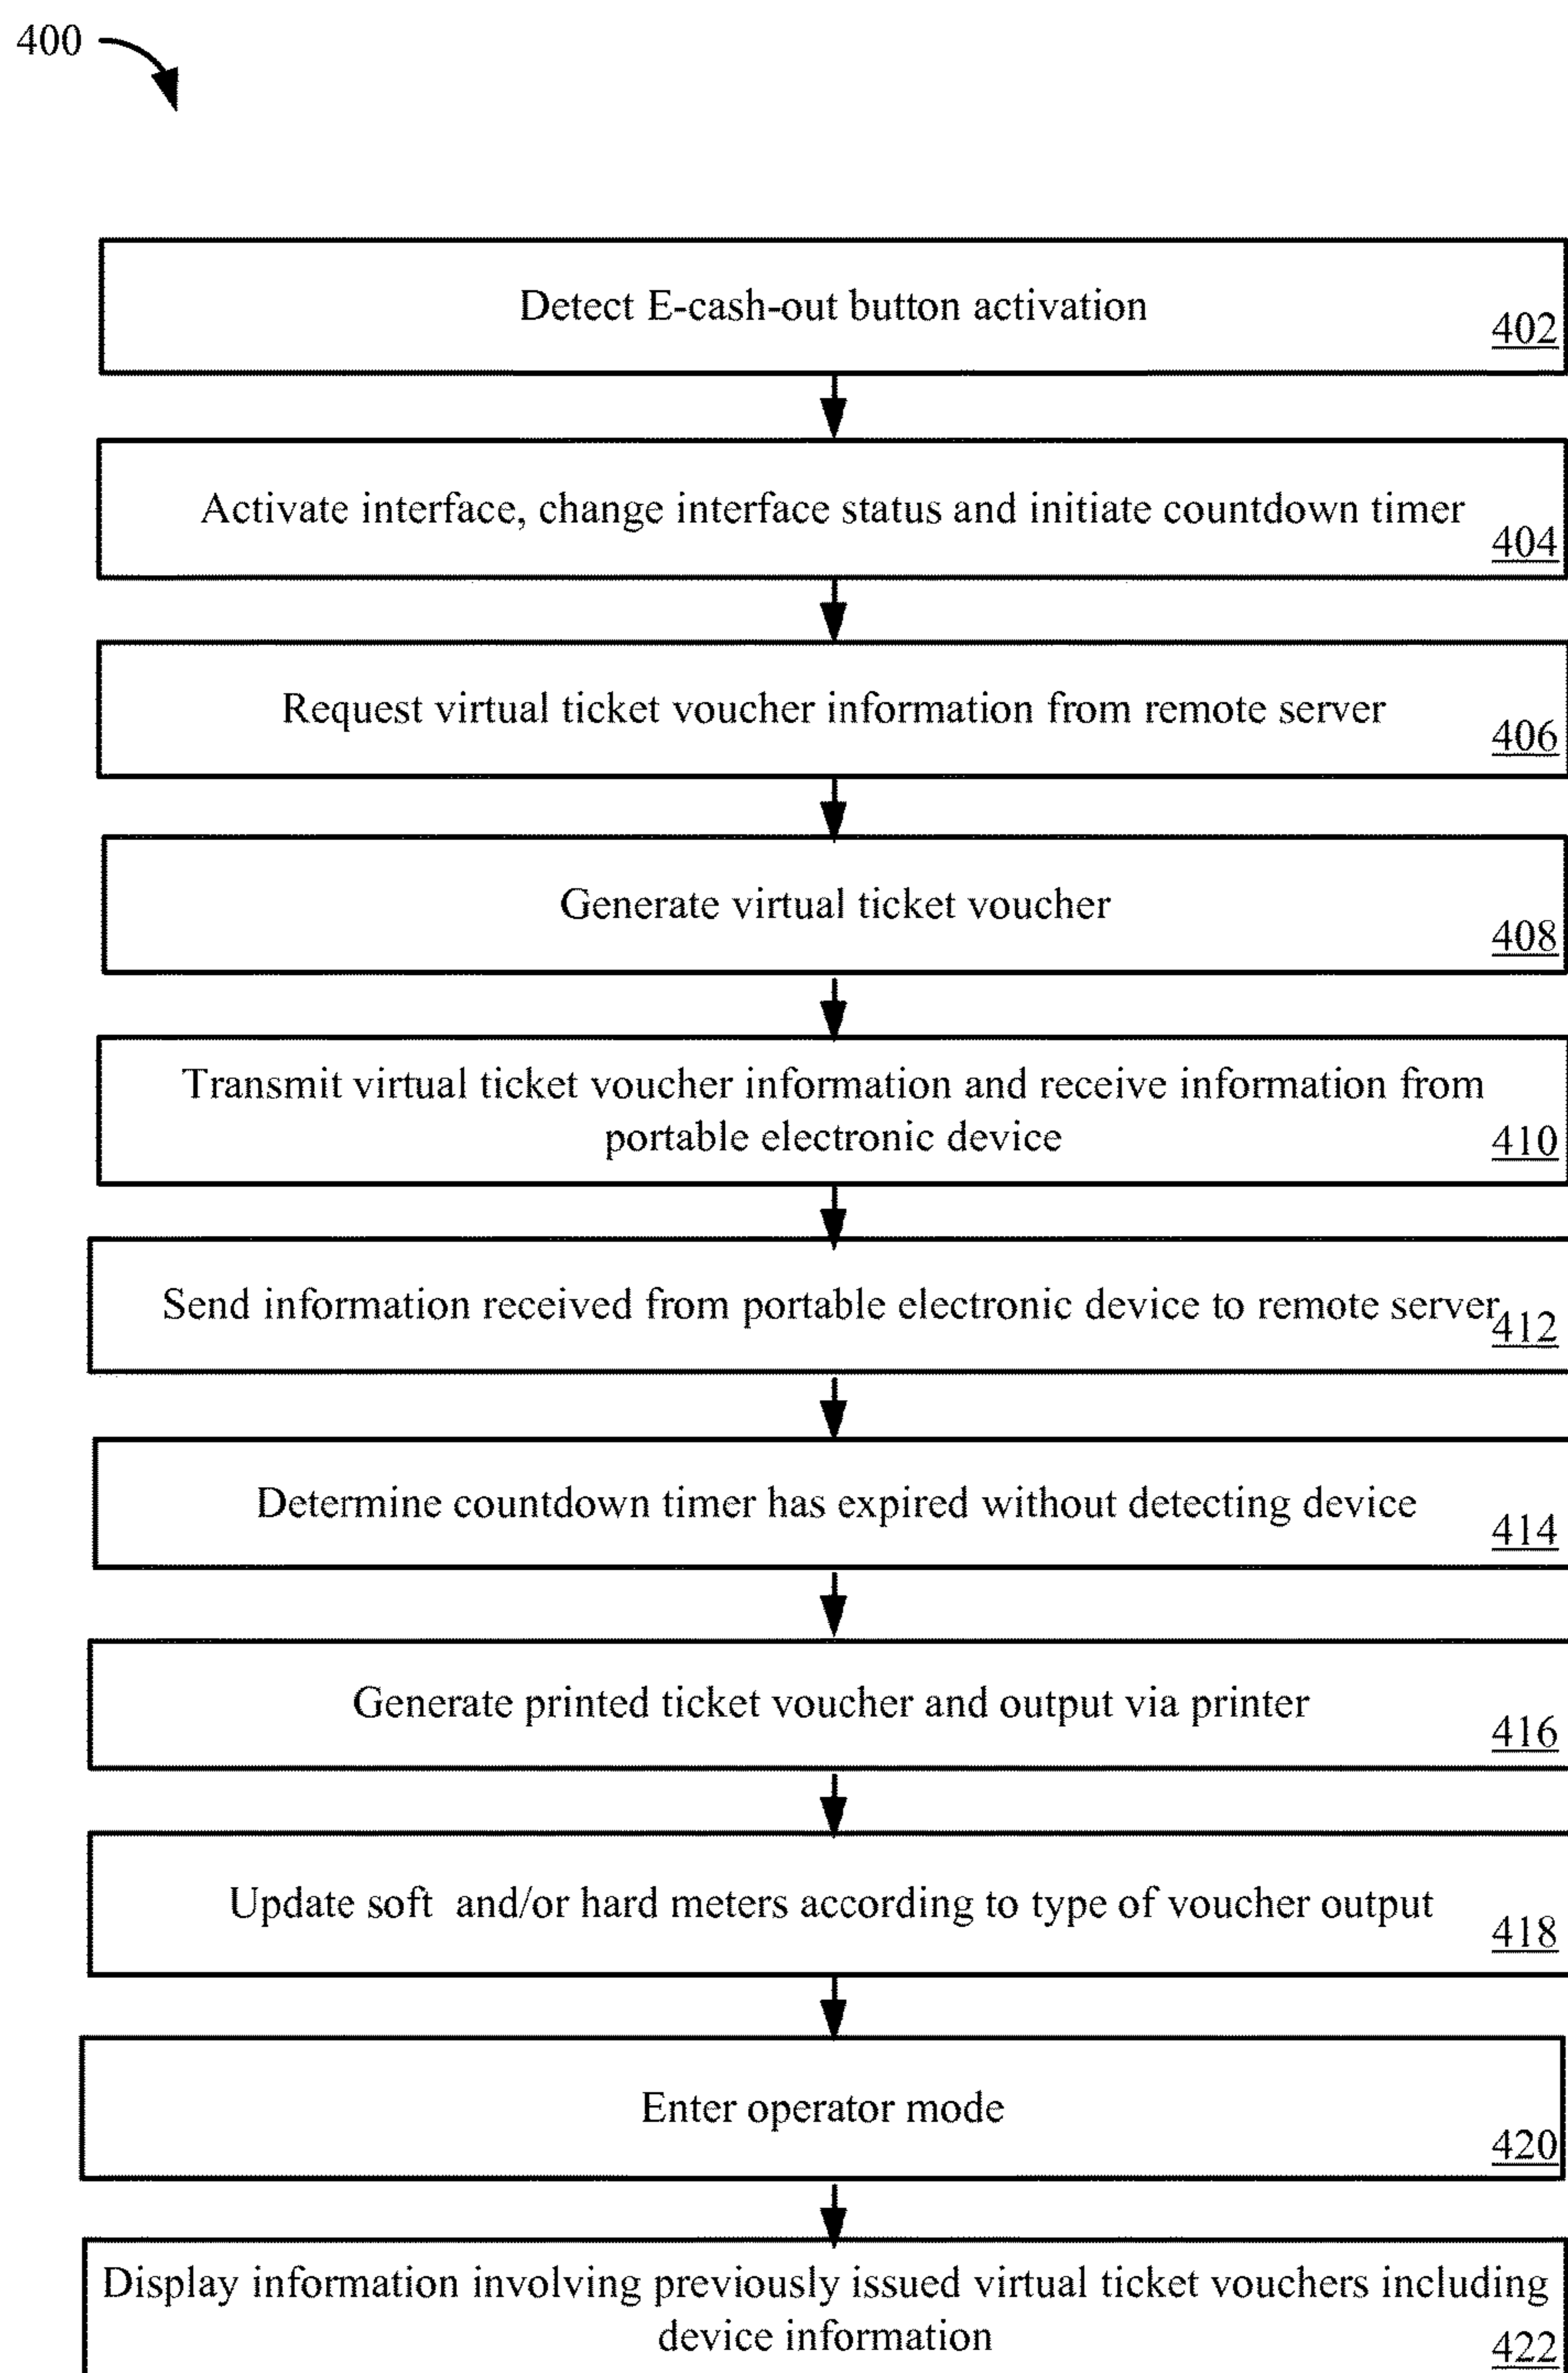 400
Detect E-cash-out button activation
402
Activate interface, change interface status and initiate countdown timer
404
Request virtual ticket voucher information from remote server
406
Generate virtual ticket voucher
408
Transmit virtual ticket voucher information and receive information from
portable electronic device
410
Send information received from portable electronic device to remote server
412
Determine countdown timer has expired without detecting device
414
Generate printed ticket voucher and output via printer
416
Update soft  and/or hard meters according to type of voucher output
418
Enter operator mode
420
Display information involving previously issued virtual ticket vouchers including
device information
422